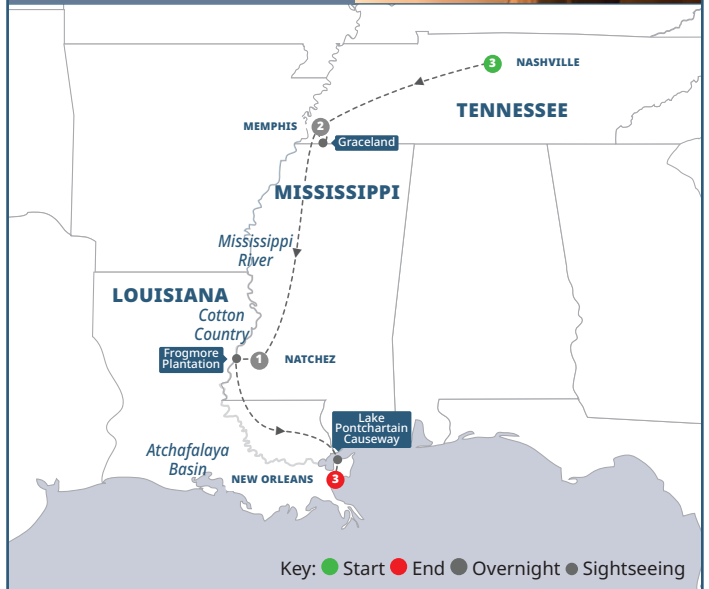 3 NASHVILLE
TENNESSEE
MEMPHIS 2
Graceland
MISSISSIPPI
Mississippi
River
LOUISIANA
Cotton
Country
Frogmore
Plantation
1 NATCHEZ
Lake
Pontchartain
Causeway
Atchafalaya
Basin
NEW ORLEANS 3
Key: Start End Overnight Sightseeing